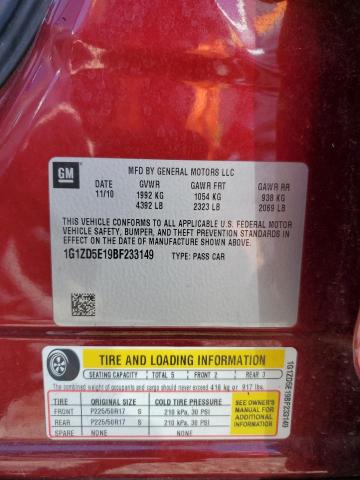 GM
MFD BY GENERAL MOTORS LLC
DATE GVWR GAWR FRT GAWR RR
11/10 1992 KG 1054 KG 938 KG
4392 LB 2323 LB 2069 LB
THIS VEHICLE CONFORMS TO ALL APPLICABLE U.S. FEDERAL MOTOR
VEHICLE SAFETY, BUMPER, AND THEFT PREVENTION STANDARDS IN
EFFECT ON THE DATE OF MANUFACTURE SHOWN ABOVE.
1G1ZD5E19BF233149 TYPE: PASS CAR
TIRE AND LOADING INFORMATION
SEATING CAPACITY TOTAL 5 FRONT 2 REAR 3
The combined weight of occupants and cargo should never exceed 416 kg or 917 lbs.
TIRE ORIGINAL SIZE COLD TIRE PRESSURE
FRONT P225/50R17 S 210 kPa, 30 PSI
REAR P225/50R17 S 210 kPa, 30 PSI
SPARE NONE NONE
SEE OWNER'S
MANUAL FOR
ADDITIONAL
INFORMATION
1G1ZD5E19BF233149